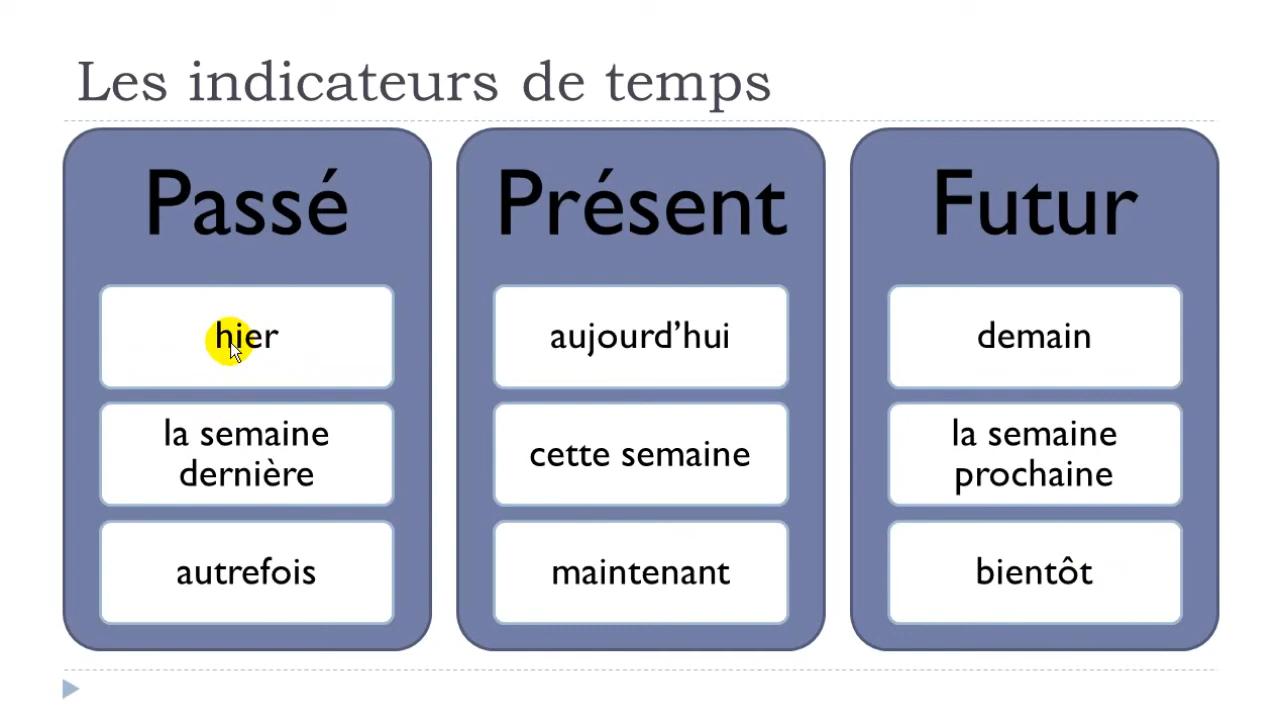 Les indicateurs de temps
Passé
hier
la semaine
dernière
autrefois
Présent
aujourd’hui
cette semaine
maintenant
Futur
demain
la semaine
prochaine
bientôt